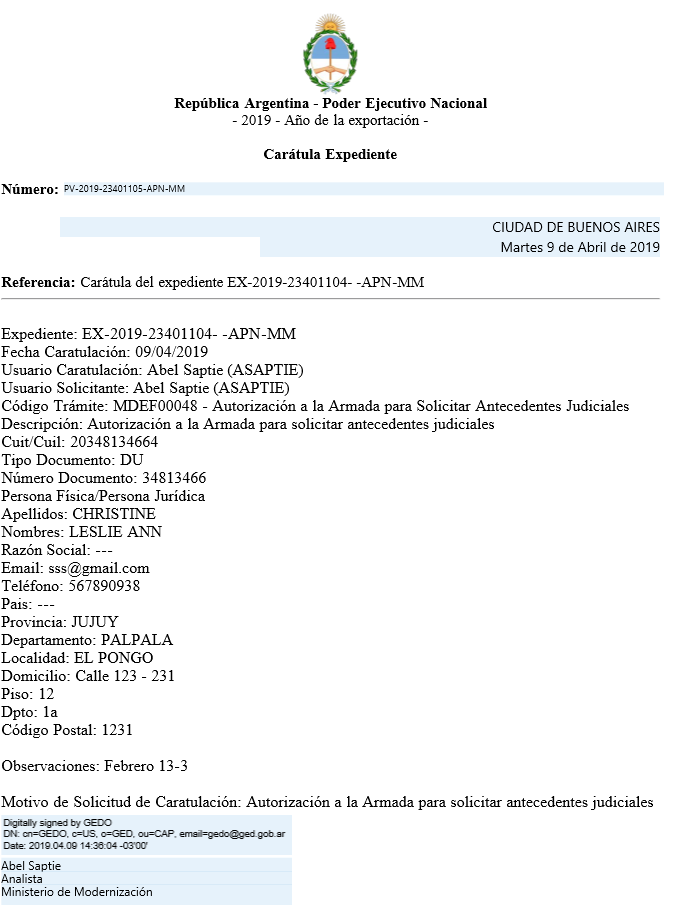 República Argentina - Poder Ejecutivo Nacional
- 2019 - Año de la exportación -
Carátula Expediente
Número: PV-2019-23401105-APN-MM
CIUDAD DE BUENOS AIRES
Martes 9 de Abril de 2019
Referencia: Carátula del expediente EX-2019-23401104- -APN-MM
Expediente: EX-2019-23401104- -APN-MM
Fecha Caratulación: 09/04/2019
Usuario Caratulación: Abel Saptie (ASAPTIE)
Usuario Solicitante: Abel Saptie (ASAPTIE)
Código Trámite: MDEF00048 - Autorización a la Armada para Solicitar Antecedentes Judiciales
Descripción: Autorización a la Armada para solicitar antecedentes judiciales
Cuit/Cuil: 20348134664
Tipo Documento: DU
Número Documento: 34813466
Persona Física/Persona Jurídica
Apellidos: CHRISTINE
Nombres: LESLIE ANN
Razón Social: ---
Email: sss@gmail.com
Teléfono: 567890938
Pais: ---
Provincia: JUJUY
Departamento: PALPALA
Localidad: EL PONGO
Domicilio: Calle 123 - 231
Piso: 12
Dpto: 1a
Código Postal: 1231
Observaciones: Febrero 13-3
Motivo de Solicitud de Caratulación: Autorización a la Armada para solicitar antecedentes judiciales
Digitally signed by GEDO
DN: cn=GEDO, c=US, o=GED, ou=CAP, email=gedo@ged.gob.ar
Date: 2019.04.09 14:36:04 -03'00'
Abel Saptie
Analista
Ministerio de Modernización